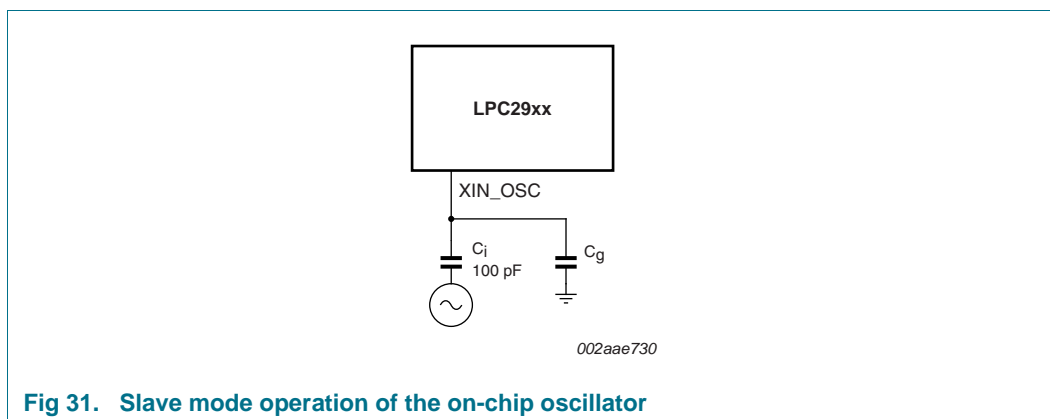 LPC29xx
XIN_OSC
Ci
100 pF
Cg
002aae730
Fig 31. Slave mode operation of the on-chip oscillator